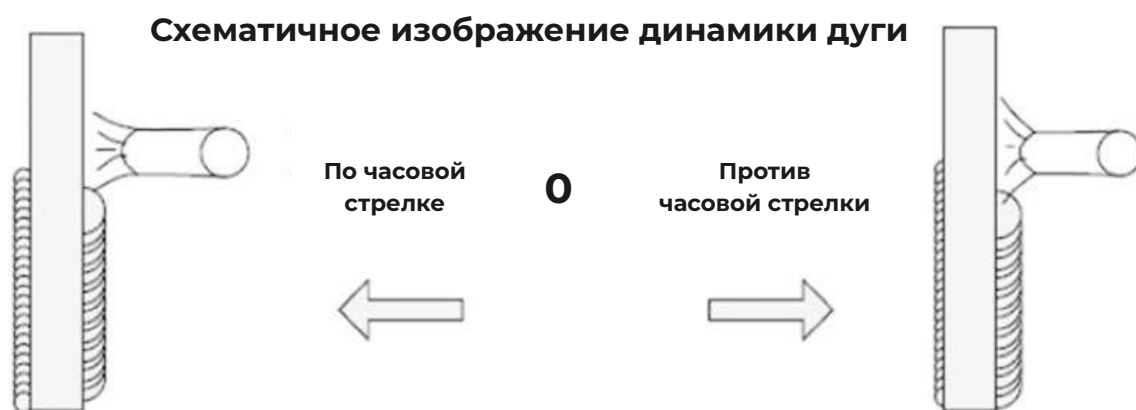 Схематичное изображение динамики дуги
По часовой
стрелке
0
Против
часовой стрелки